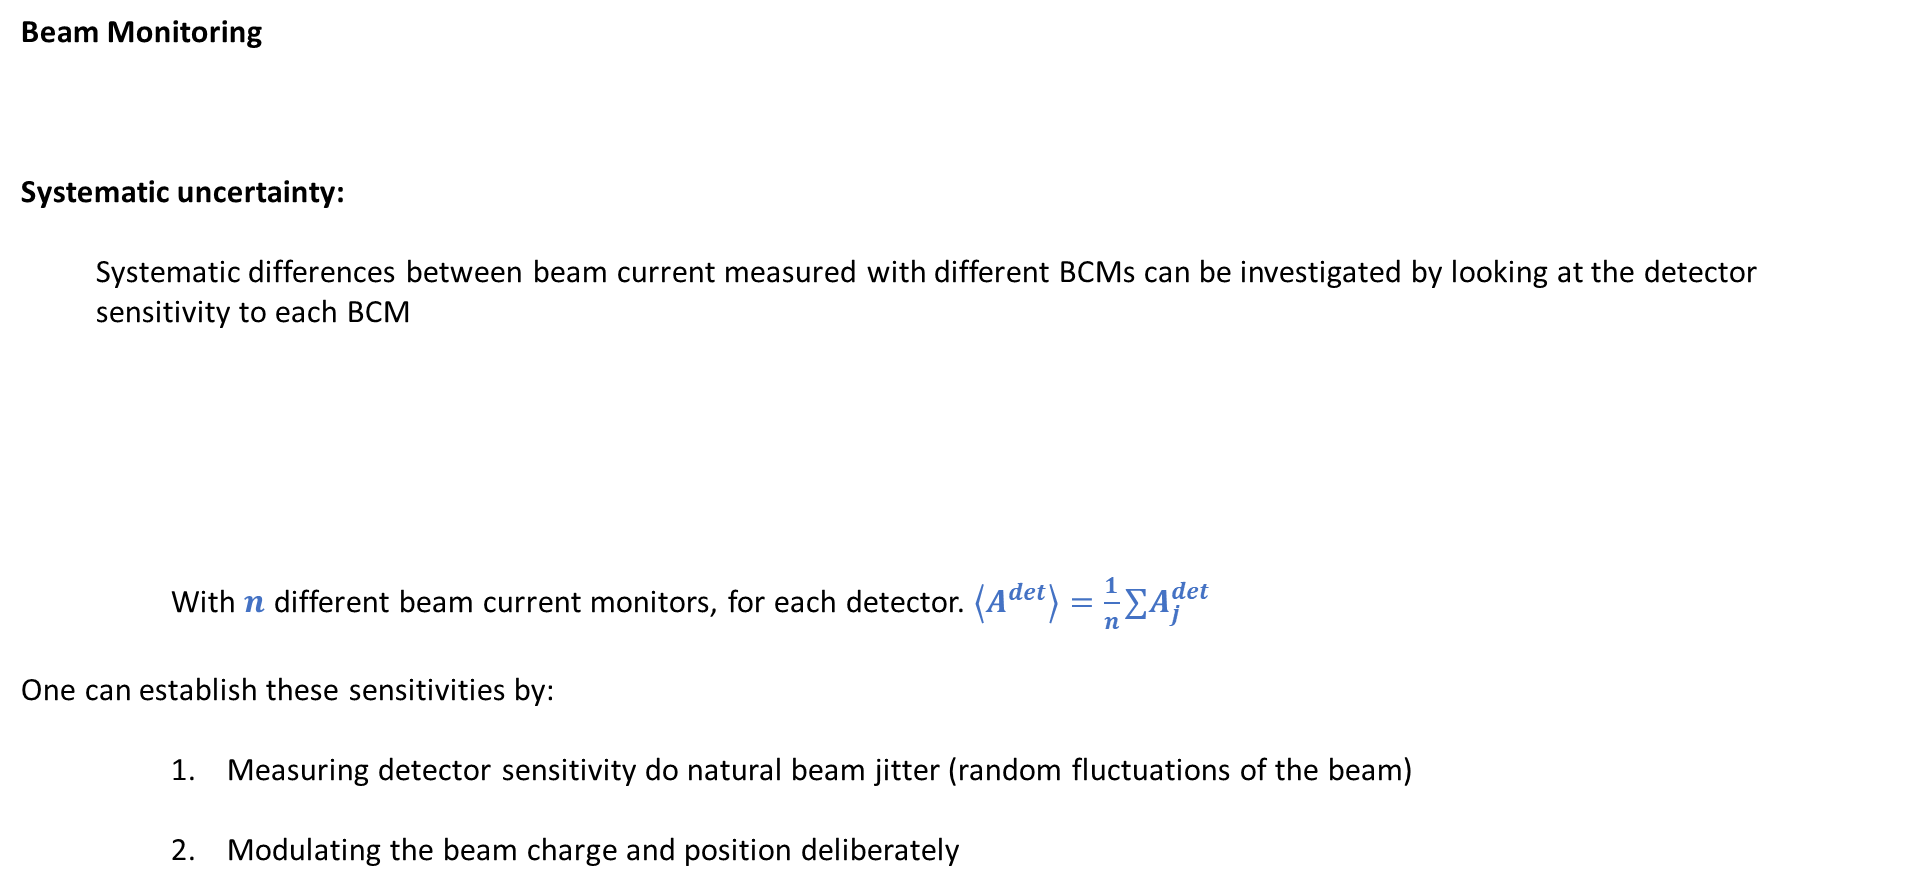 Beam Monitoring
Systematic uncertainty:
Systematic differences between beam current measured with different BCMs can be investigated by looking at the detector
sensitivity to each BCM
With n different beam current monitors, for each detector. ⟨A^det⟩ = 1/n ∑A_j^det
One can establish these sensitivities by:
1. Measuring detector sensitivity do natural beam jitter (random fluctuations of the beam)
2. Modulating the beam charge and position deliberately